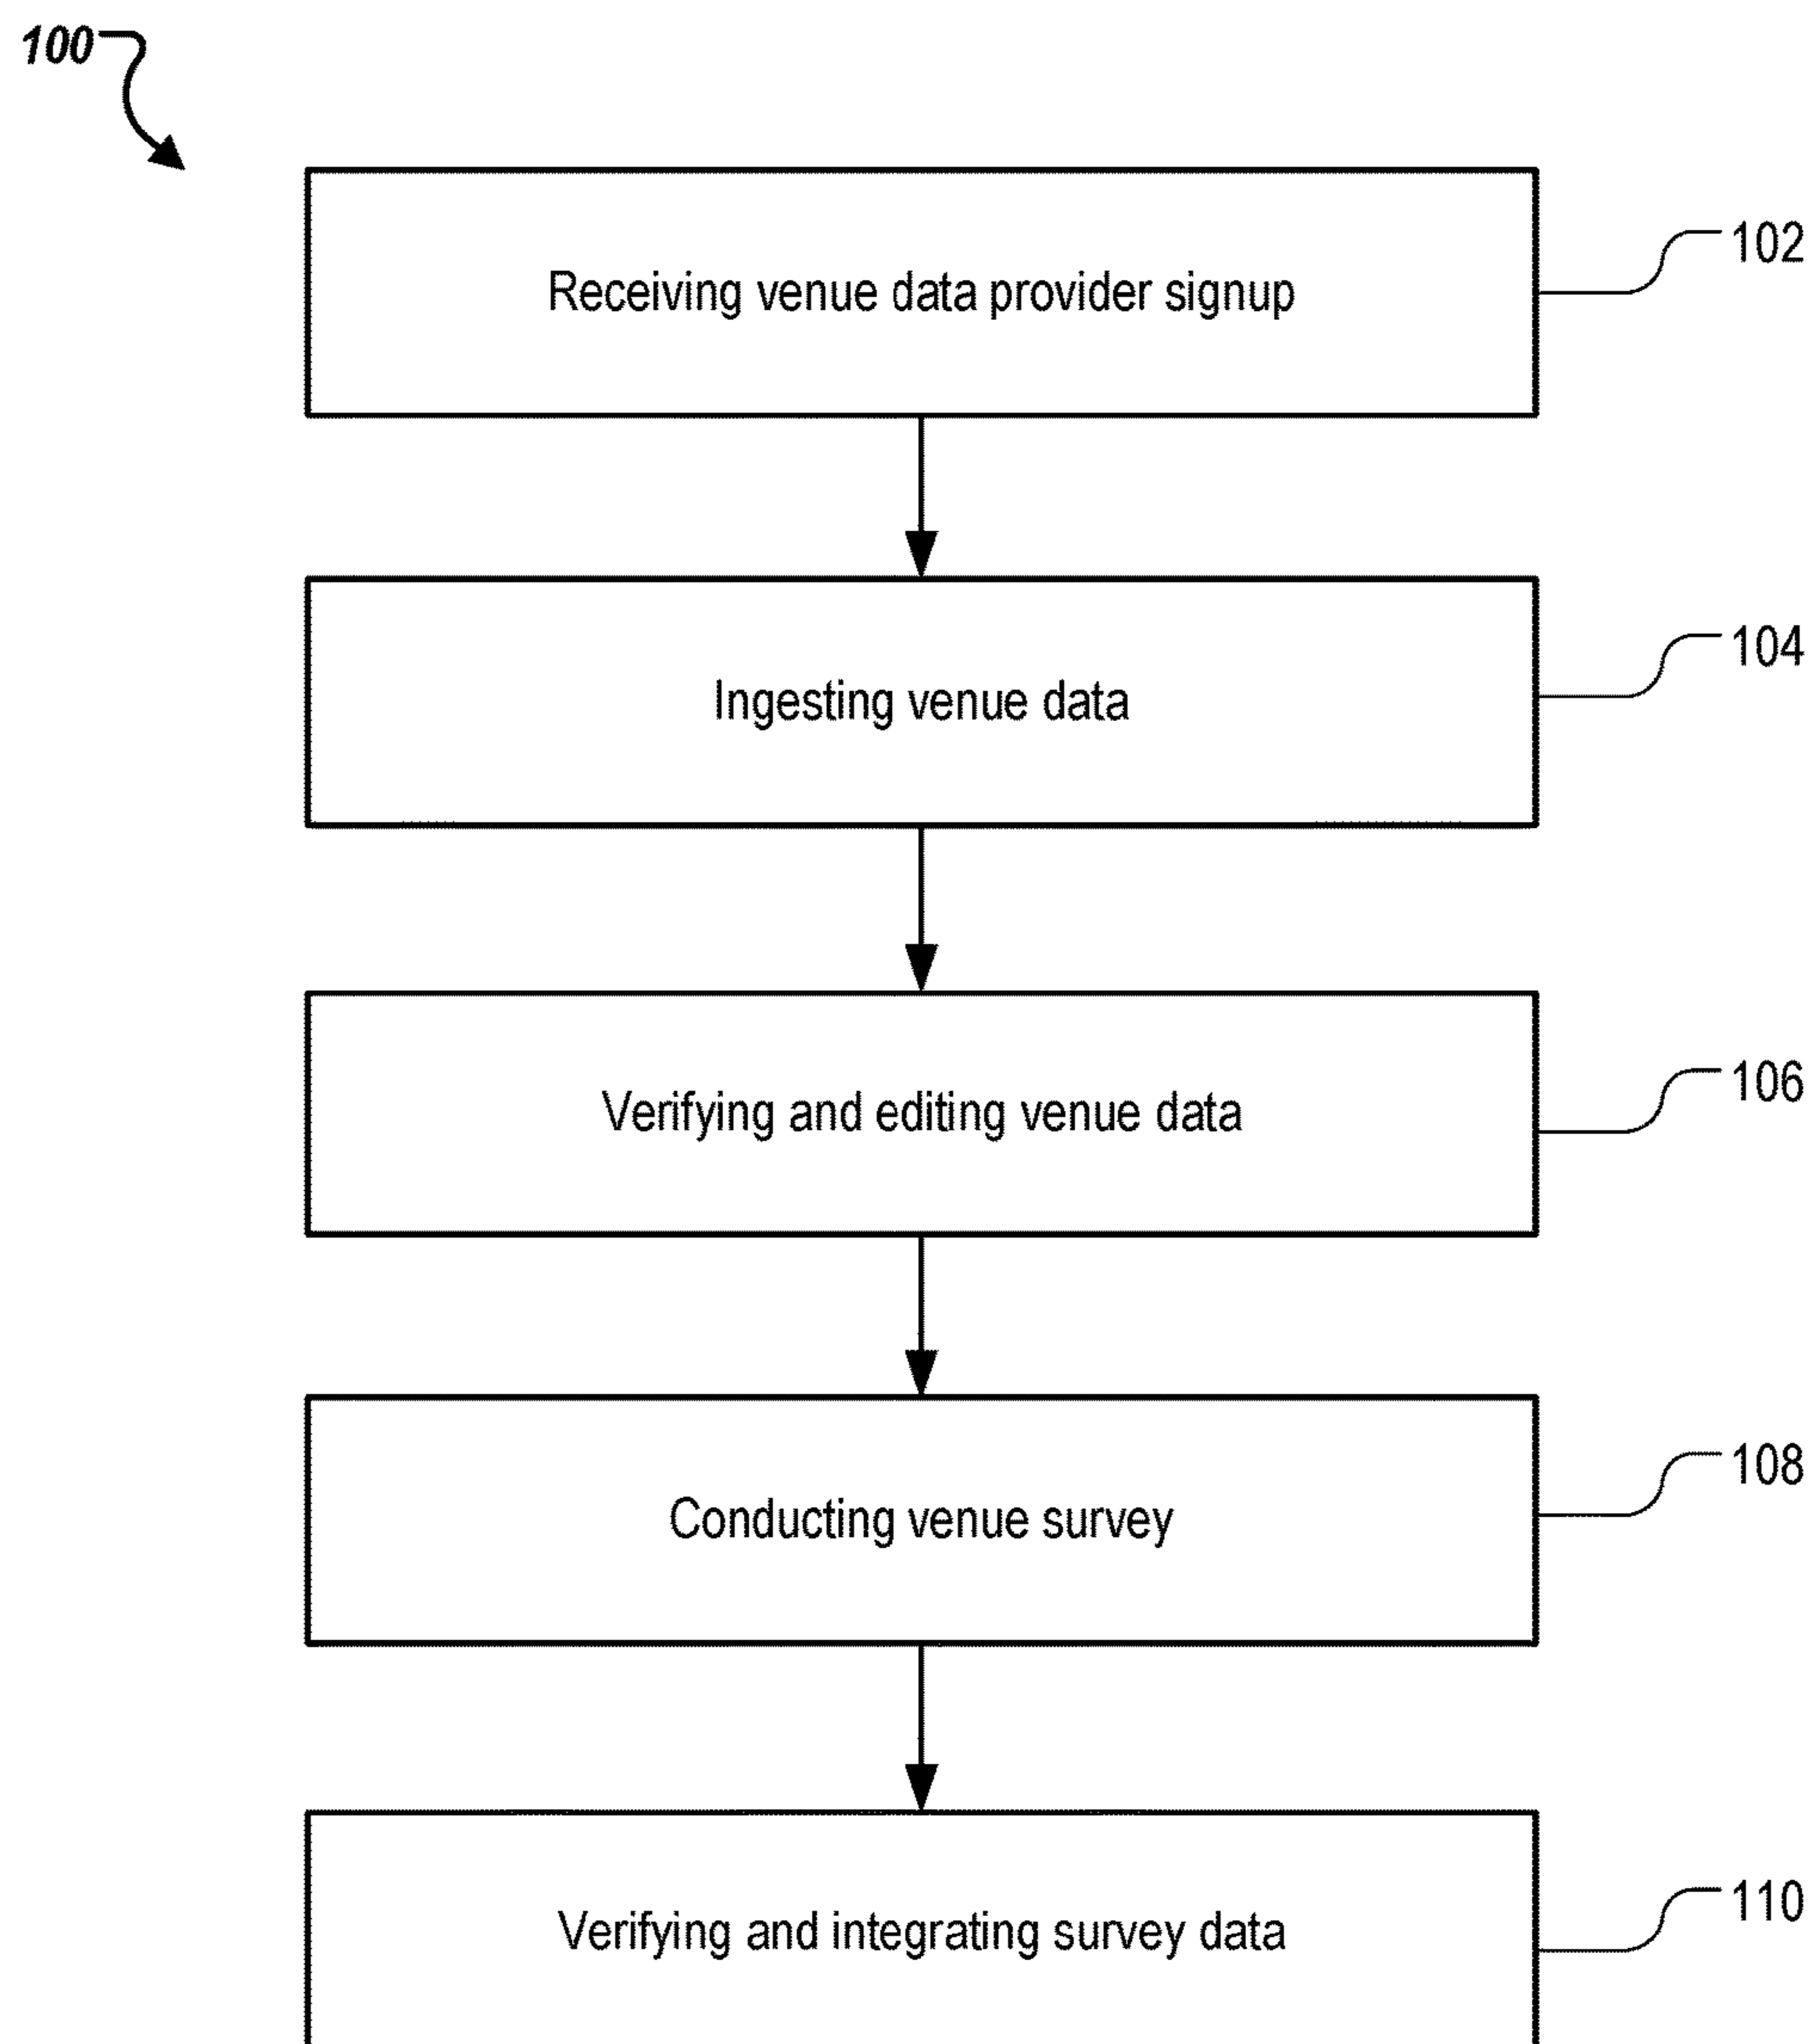 100
Receiving venue data provider signup
102
Ingesting venue data
104
Verifying and editing venue data
106
Conducting venue survey
108
Verifying and integrating survey data
110